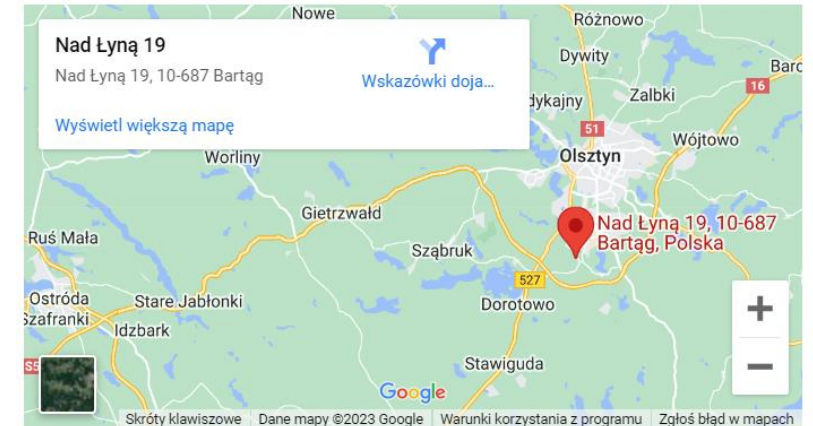 Nowe
Różnowo
Nad Łyną 19
Nad Łyną 19, 10-687 Bartąg
Wskazówki doja...
Wyświetl większą mapę
Dywity
Barc
16
dykajny
Zalbki
51
Wójtowo
Olsztyn
Worliny
Gietrzwałd
Nad Łyną 19, 10-687
Bartąg, Polska
Ruś Mała
Sząbruk
527
Ostróda
Stare Jabłonki
Dorotowo
Szafranki
Idzbark
S5
Stawiguda
Google
Skróty klawiszowe
Dane mapy ©2023 Google
Warunki korzystania z programu
Zgłoś błąd w mapach